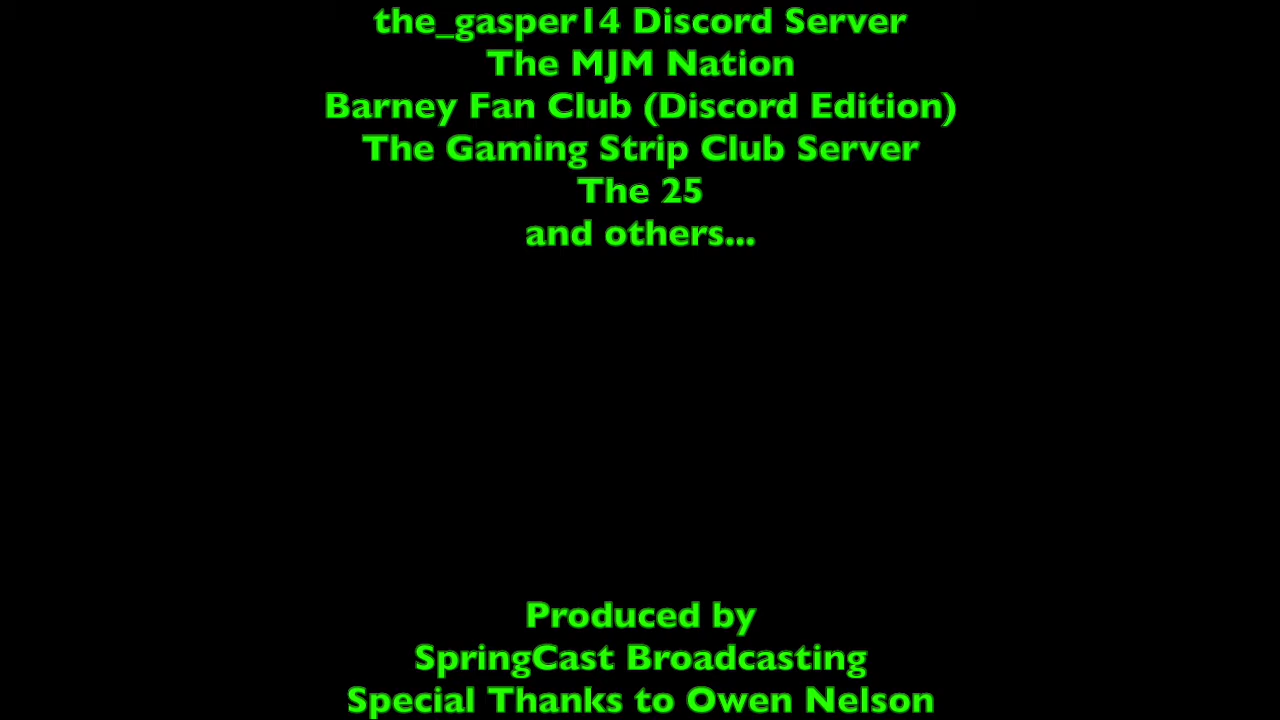 the_gasper14 Discord Server
The MJM Nation
Barney Fan Club (Discord Edition)
The Gaming Strip Club Server
The 25
and others...
Produced by
SpringCast Broadcasting
Special Thanks to Owen Nelson